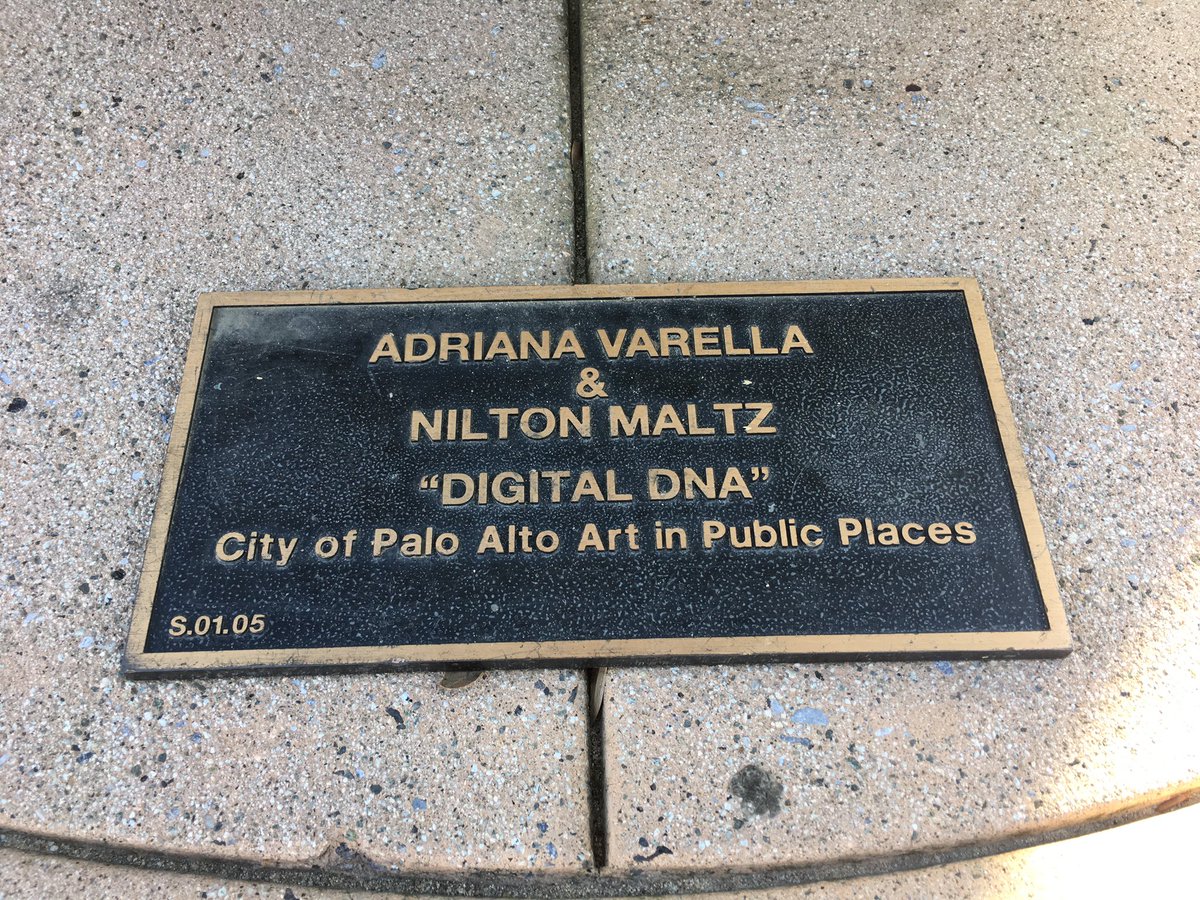 ADRIANA VARELLA
&
NILTON MALTZ
“DIGITAL DNA”
City of Palo Alto Art in Public Places
S.01.05